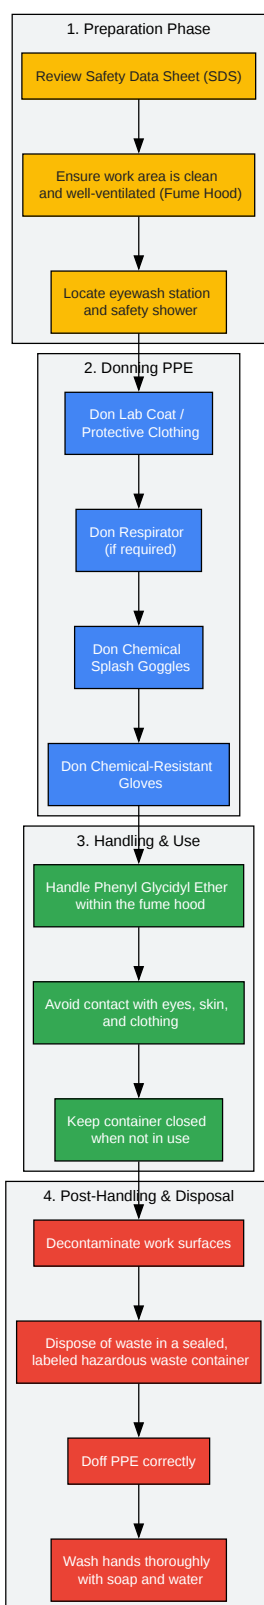 1. Preparation Phase
Review Safety Data Sheet (SDS)
Ensure work area is clean
and well-ventilated (Fume Hood)
Locate eyewash station
and safety shower
2. Donning PPE
Don Lab Coat /
Protective Clothing
Don Respirator
(if required)
Don Chemical
Splash Goggles
Don Chemical-Resistant
Gloves
3. Handling & Use
Handle Phenyl Glycidyl Ether
within the fume hood
Avoid contact with eyes, skin,
and clothing
Keep container closed
when not in use
4. Post-Handling & Disposal
Decontaminate work surfaces
Dispose of waste in a sealed,
labeled hazardous waste container
Doff PPE correctly
Wash hands thoroughly
with soap and water